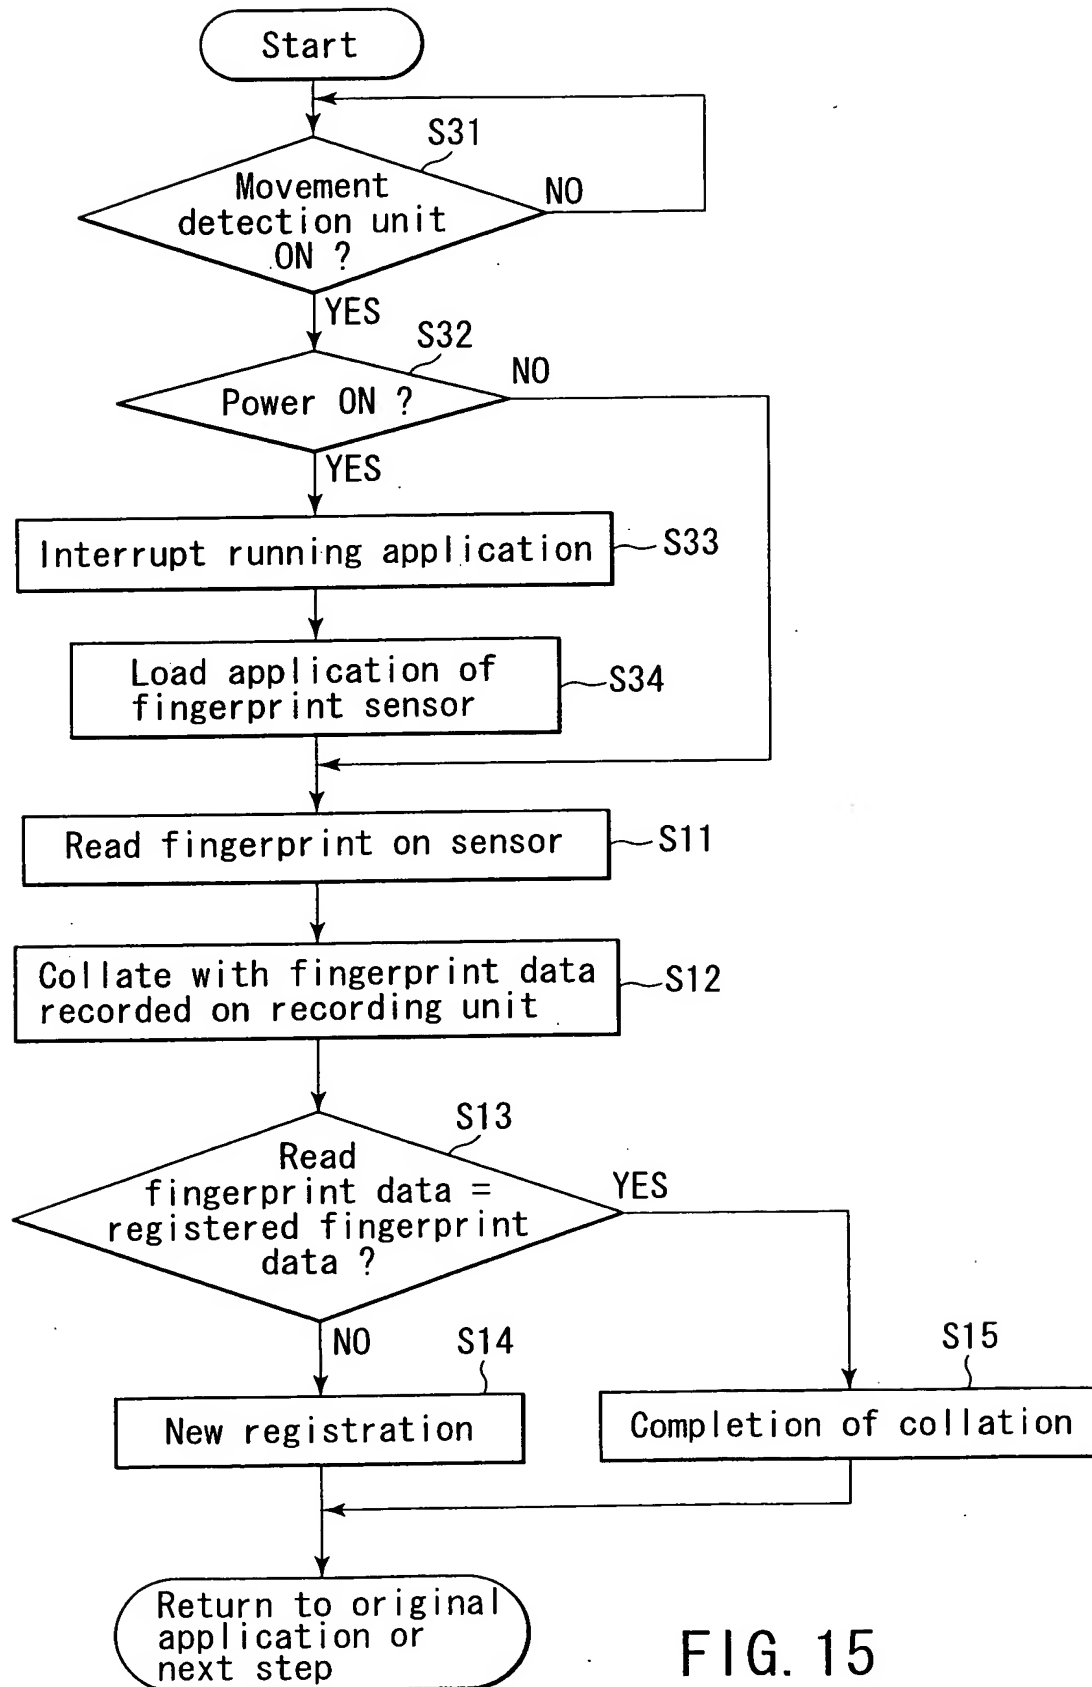 Start
S31
Movement
detection unit
ON ?
NO
YES
S32
NO
Power ON ?
YES
Interrupt running application
S33
Load application of
fingerprint sensor
S34
Read fingerprint on sensor
S11
Collate with fingerprint data
recorded on recording unit
S12
S13
Read
fingerprint data =
registered fingerprint
data ?
YES
NO
S14
S15
New registration
Completion of collation
Return to original
application or
next step
FIG. 15